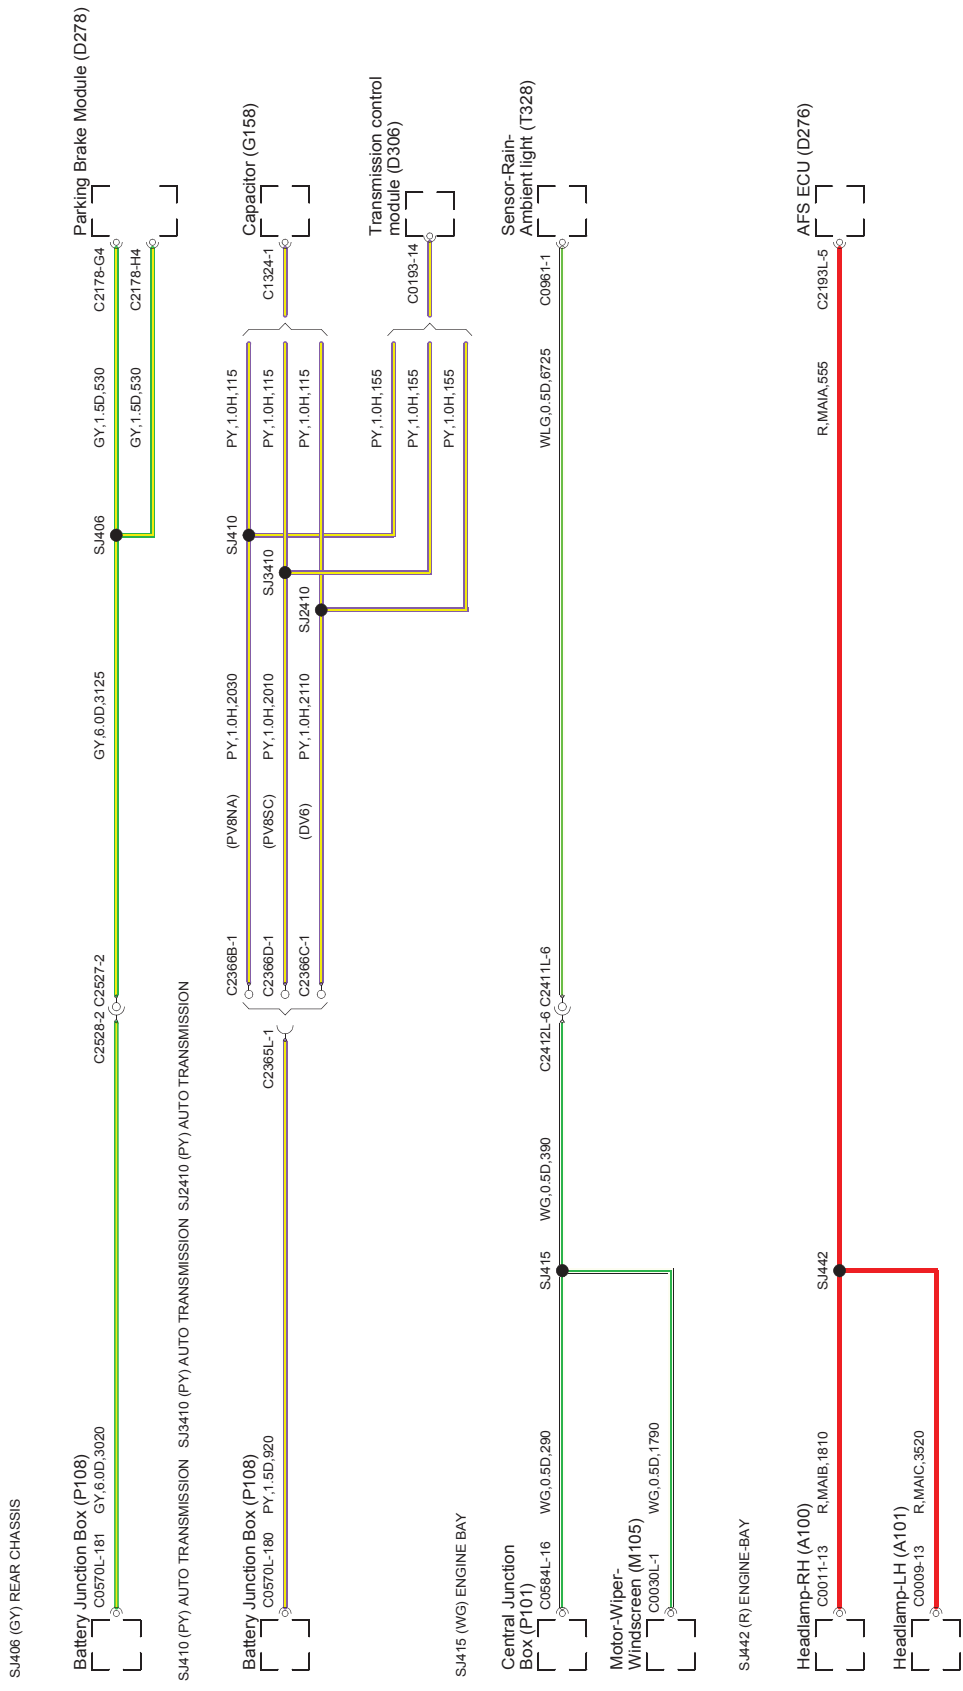 SJ406 (GY) REAR CHASSIS
Battery Junction Box (P108)
C0570L-181
GY,6.0D,3020
C2528-2
C2527-2
GY,6.0D,3125
SJ406
GY,1.5D,530
C2178-G4
GY,1.5D,530
C2178-H4
Parking Brake Module (D278)
SJ410 (PY) AUTO TRANSMISSION SJ3410 (PY) AUTO TRANSMISSION SJ2410 (PY) AUTO TRANSMISSION
Battery Junction Box (P108)
C0570L-180
PY,1.5D,920
C2365L-1
C2366B-1
(PV8NA)
PY,1.0H,2030
SJ410
PY,1.0H,115
C2366D-1
(PV8SC)
PY,1.0H,2010
SJ3410
PY,1.0H,115
C2366C-1
(DV6)
PY,1.0H,2110
SJ2410
PY,1.0H,115
C1324-1
Capacitor (G158)
PY,1.0H,155
PY,1.0H,155
PY,1.0H,155
C0193-14
Transmission control
module (D306)
SJ415 (WG) ENGINE BAY
Central Junction
Box (P101)
C0584L-16
WG,0.5D,290
SJ415
WG,0.5D,390
C2412L-6
C2411L-6
WLG,0.5D,6725
C0961-1
Sensor-Rain-
Ambient light (T328)
Motor-Wiper-
Windscreen (M105)
C0030L-1
WG,0.5D,1790
SJ442 (R) ENGINE-BAY
Headlamp-RH (A100)
C0011-13
R,MAIB,1810
SJ442
R,MAIA,555
C2193L-5
AFS ECU (D276)
Headlamp-LH (A101)
C0009-13
R,MAIC,3520